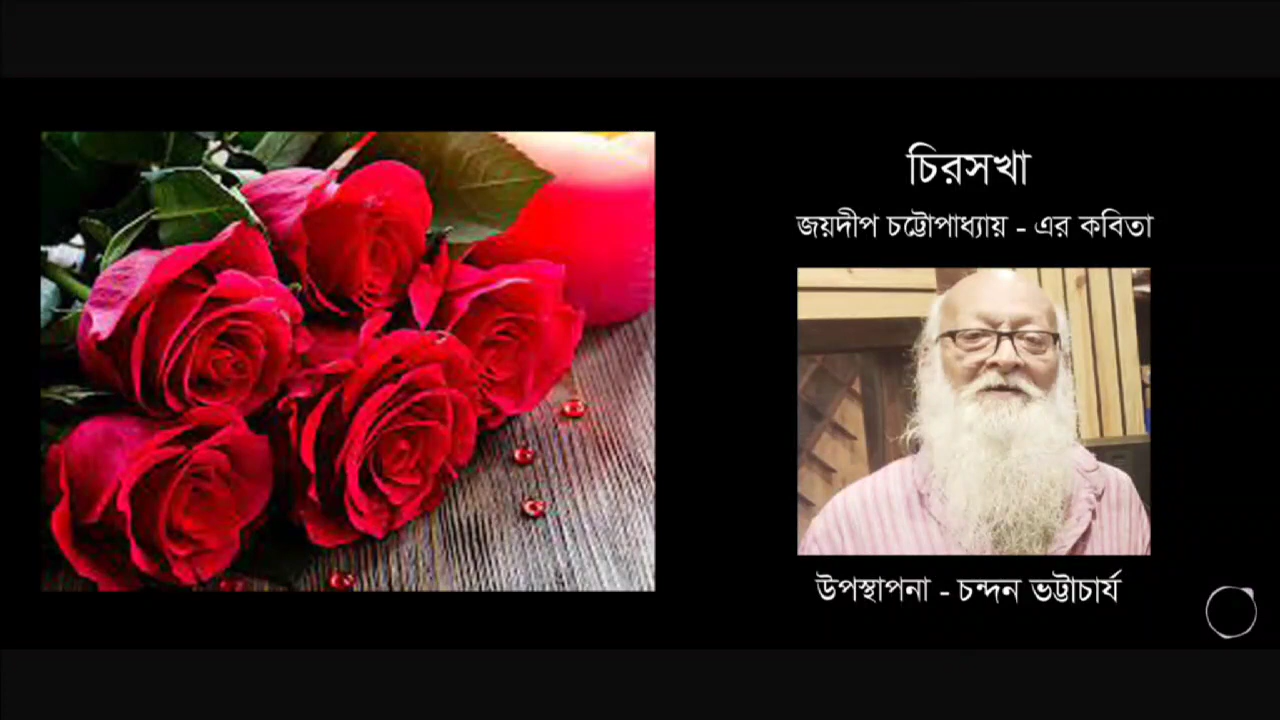 চিরসখা
জয়দীপ চট্টোপাধ্যায় - এর কবিতা
উপস্থাপনা - চন্দন ভট্টাচার্য